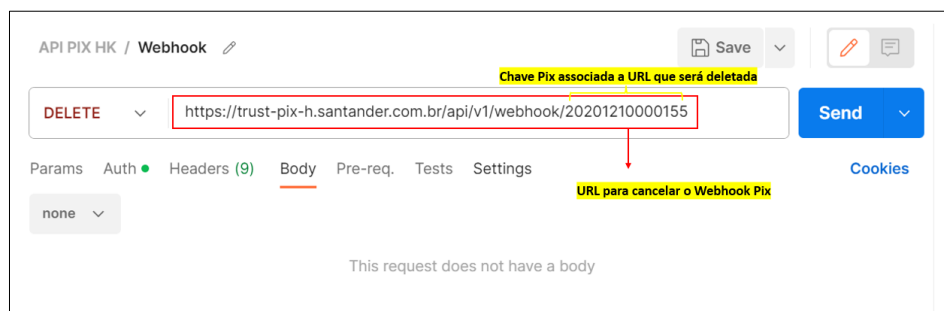 API PIX HK / Webhook
Save
Chave Pix associada a URL que será deletada
DELETE
https://trust-pix-h.santander.com.br/api/v1/webhook/20201210000155
Send
Params Auth Headers (9) Body Pre-req. Tests Settings Cookies
URL para cancelar o Webhook Pix
none
This request does not have a body